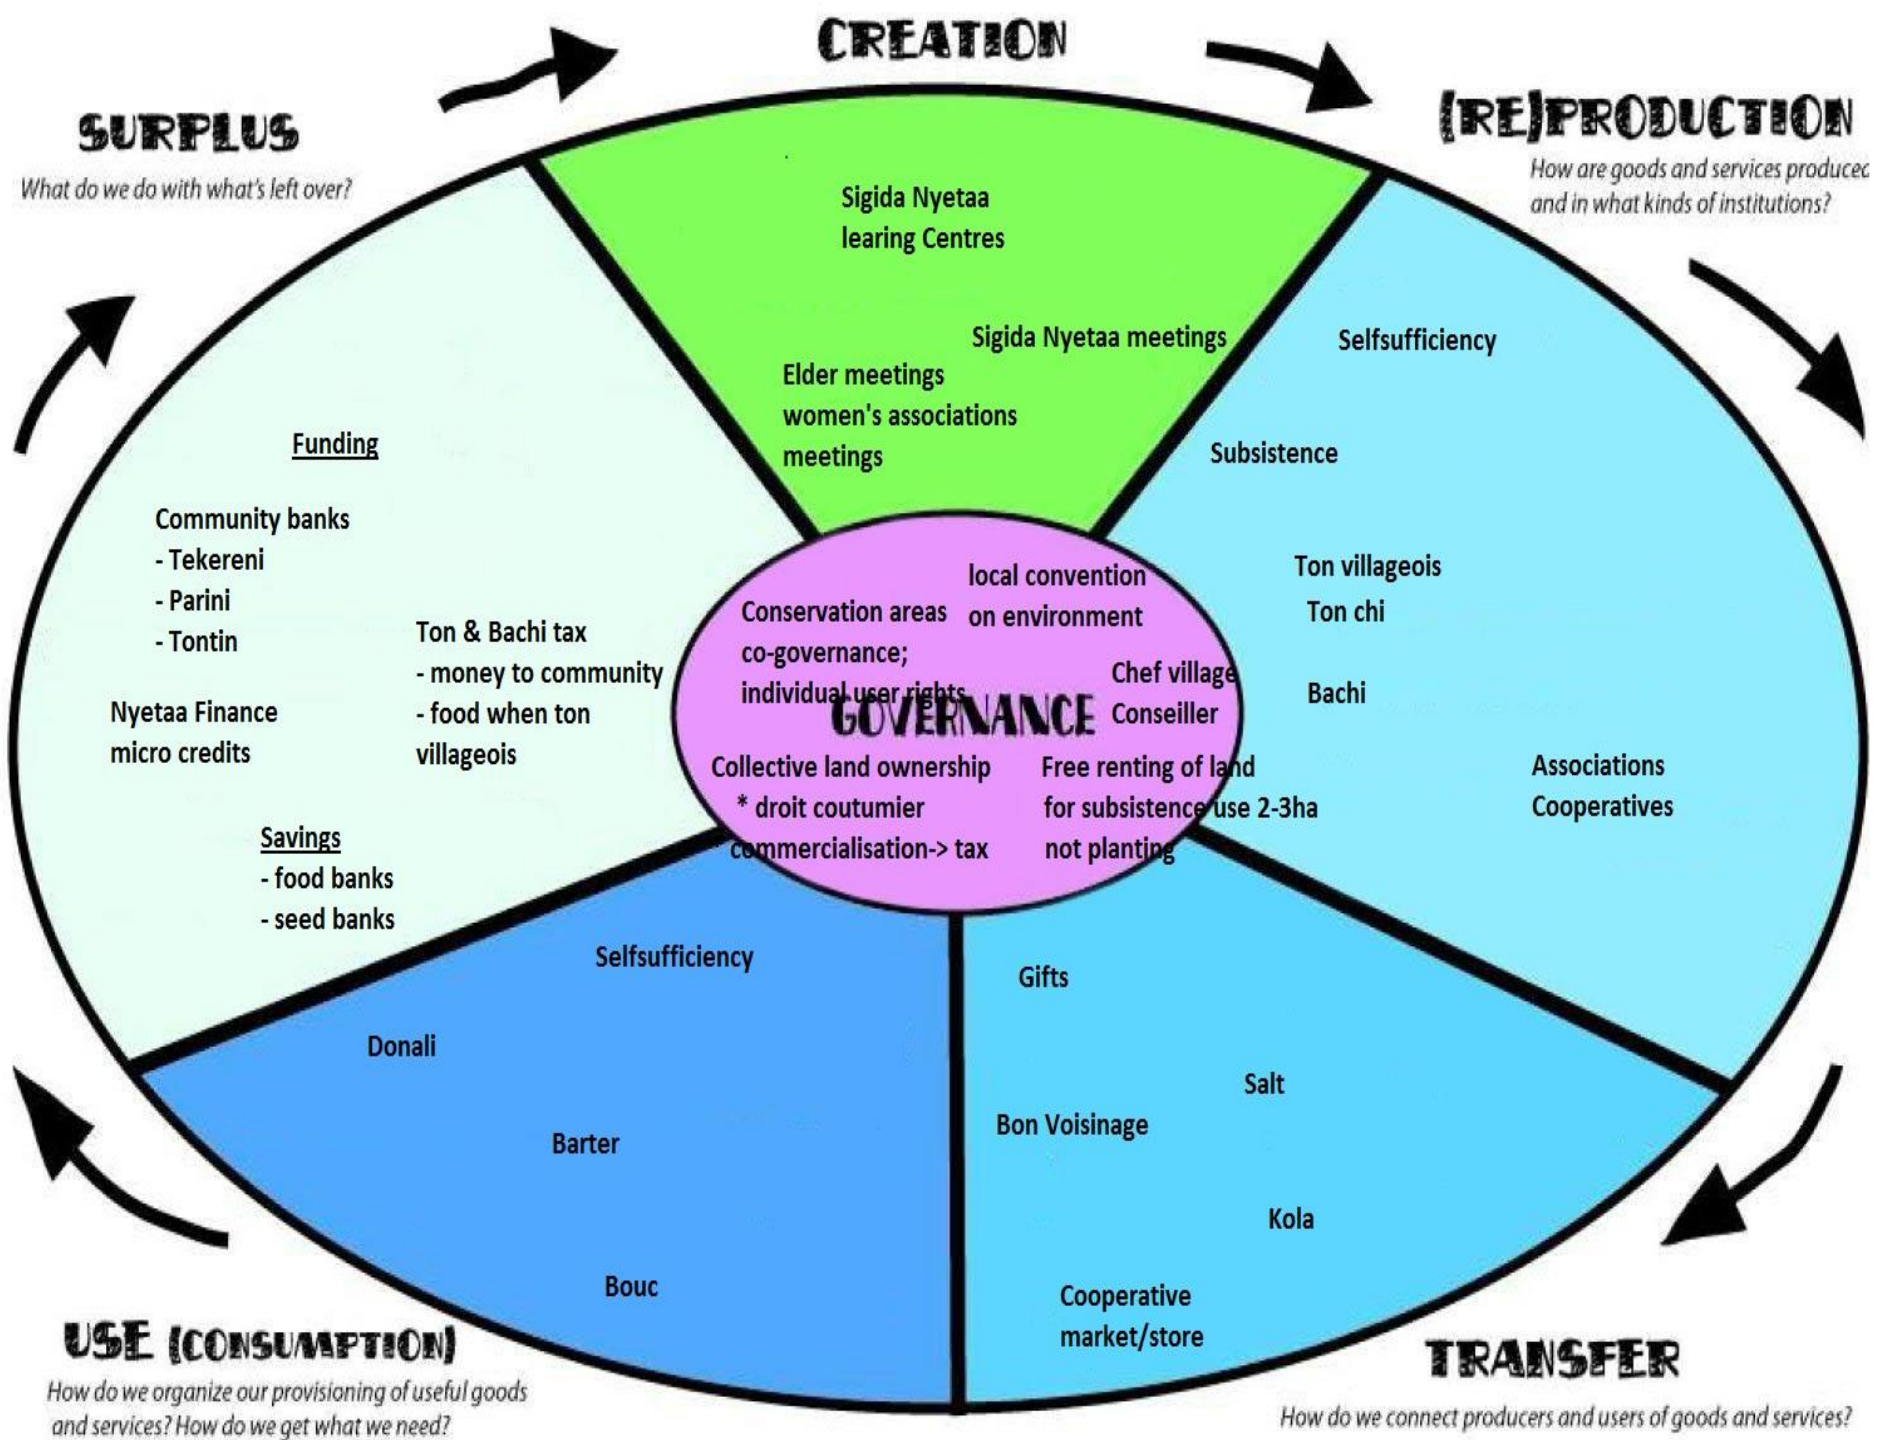 CREATION
SURPLUS
What do we do with what's left over?
(RE)PRODUCTION
How are goods and services produced
and in what kinds of institutions?
Sigida Nyetaa
learing Centres
Sigida Nyetaa meetings
Elder meetings
women's associations
meetings
Selfsufficiency
Subsistence
Ton villageois
Ton chi
Bachi
Associations
Cooperatives
Funding
Community banks
- Tekereni
- Parini
- Tontin
Ton & Bachi tax
- money to community
- food when ton
villageois
Nyetaa Finance
micro credits
Savings
- food banks
- seed banks
local convention
on environment
Conservation areas
co-governance;
individual user rights
Chef village
Conseiller
GOVERNANCE
Collective land ownership
* droit coutumier
commercialisation-> tax
Free renting of land
for subsistence use 2-3ha
not planting
Selfsufficiency
Donali
Barter
Bouc
Gifts
Salt
Bon Voisinage
Kola
Cooperative
market/store
USE (CONSUMPTION)
How do we organize our provisioning of useful goods
and services? How do we get what we need?
TRANSFER
How do we connect producers and users of goods and services?